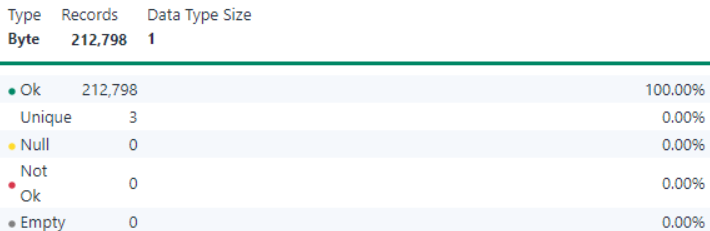 Type Records Data Type Size
Byte 212,798 1
Ok 212,798 100.00%
Unique 3 0.00%
Null 0 0.00%
Not
Ok 0 0.00%
Empty 0 0.00%